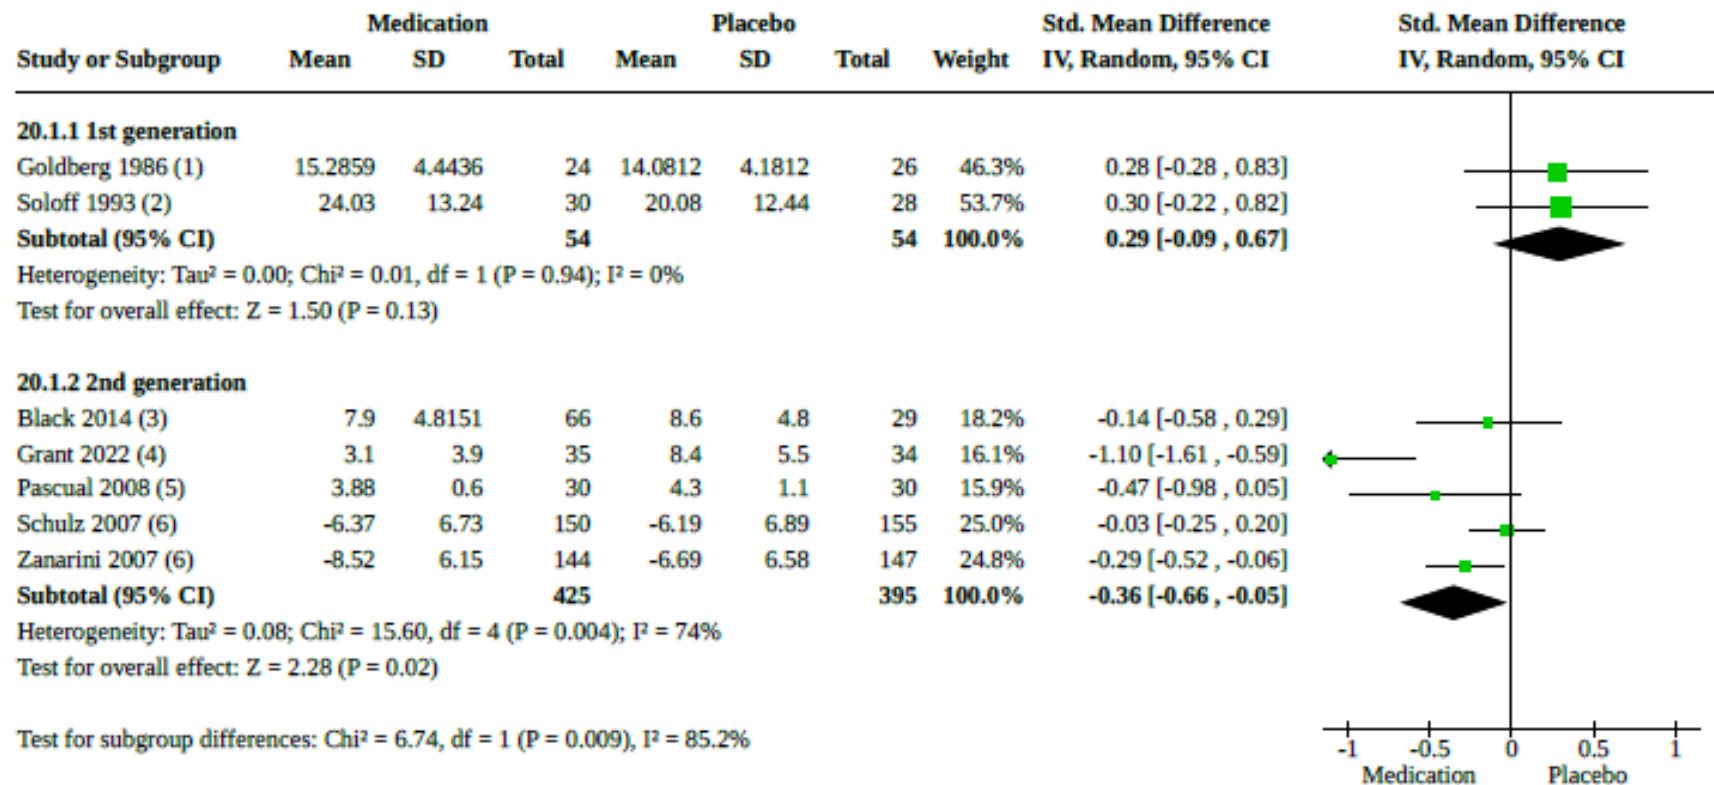 Medication Placebo Std. Mean Difference Std. Mean Difference
Study or Subgroup Mean SD Total Mean SD Total Weight IV, Random, 95% CI IV, Random, 95% CI
20.1.1 1st generation
Goldberg 1986 (1) 15.2859 4.4436 24 14.0812 4.1812 26 46.3% 0.28 [-0.28 , 0.83]
Soloff 1993 (2) 24.03 13.24 30 20.08 12.44 28 53.7% 0.30 [-0.22 , 0.82]
Subtotal (95% CI) 54 54 100.0% 0.29 [-0.09 , 0.67]
Heterogeneity: Tau² = 0.00; Chi² = 0.01, df = 1 (P = 0.94); I² = 0%
Test for overall effect: Z = 1.50 (P = 0.13)
20.1.2 2nd generation
Black 2014 (3) 7.9 4.8151 66 8.6 4.8 29 18.2% -0.14 [-0.58 , 0.29]
Grant 2022 (4) 3.1 3.9 35 8.4 5.5 34 16.1% -1.10 [-1.61 , -0.59]
Pascual 2008 (5) 3.88 0.6 30 4.3 1.1 30 15.9% -0.47 [-0.98 , 0.05]
Schulz 2007 (6) -6.37 6.73 150 -6.19 6.89 155 25.0% -0.03 [-0.25 , 0.20]
Zanarini 2007 (6) -8.52 6.15 144 -6.69 6.58 147 24.8% -0.29 [-0.52 , -0.06]
Subtotal (95% CI) 425 395 100.0% -0.36 [-0.66 , -0.05]
Heterogeneity: Tau² = 0.08; Chi² = 15.60, df = 4 (P = 0.004); I² = 74%
Test for overall effect: Z = 2.28 (P = 0.02)
Test for subgroup differences: Chi² = 6.74, df = 1 (P = 0.009), I² = 85.2%
-1 -0.5 0 0.5 1
Medication Placebo